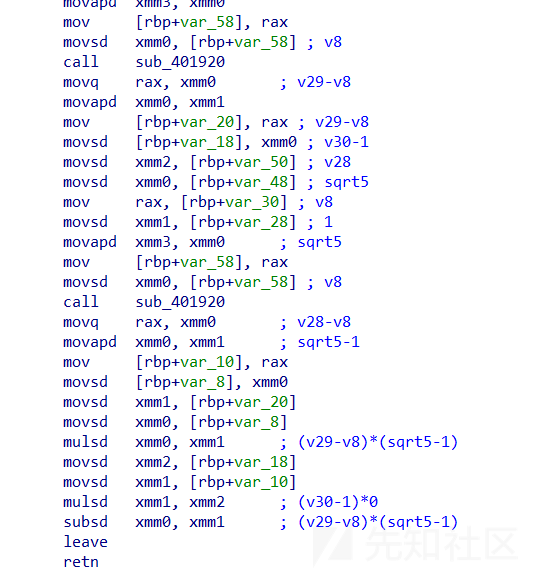 movapd xmm3, xmm0
mov [rbp+var_58], rax
movsd xmm0, [rbp+var_58] ; v8
call sub_401920
movq rax, xmm0 ; v29-v8
movapd xmm0, xmm1
mov [rbp+var_20], rax ; v29-v8
movsd [rbp+var_18], xmm0 ; v30-1
movsd xmm2, [rbp+var_50] ; v28
movsd xmm0, [rbp+var_48] ; sqrt5
mov rax, [rbp+var_30] ; v8
movsd xmm1, [rbp+var_28] ; 1
movapd xmm3, xmm0 ; sqrt5
mov [rbp+var_58], rax
movsd xmm0, [rbp+var_58] ; v8
call sub_401920
movq rax, xmm0 ; v28-v8
movapd xmm0, xmm1 ; sqrt5-1
mov [rbp+var_10], rax
movsd [rbp+var_8], xmm0
movsd xmm1, [rbp+var_20]
movsd xmm0, [rbp+var_8]
mulsd xmm0, xmm1 ; (v29-v8)*(sqrt5-1)
movsd xmm2, [rbp+var_18]
movsd xmm1, [rbp+var_10]
mulsd xmm1, xmm2 ; (v30-1)*0
subsd xmm0, xmm1 ; (v29-v8)*(sqrt5-1)
leave
retn
先知社区